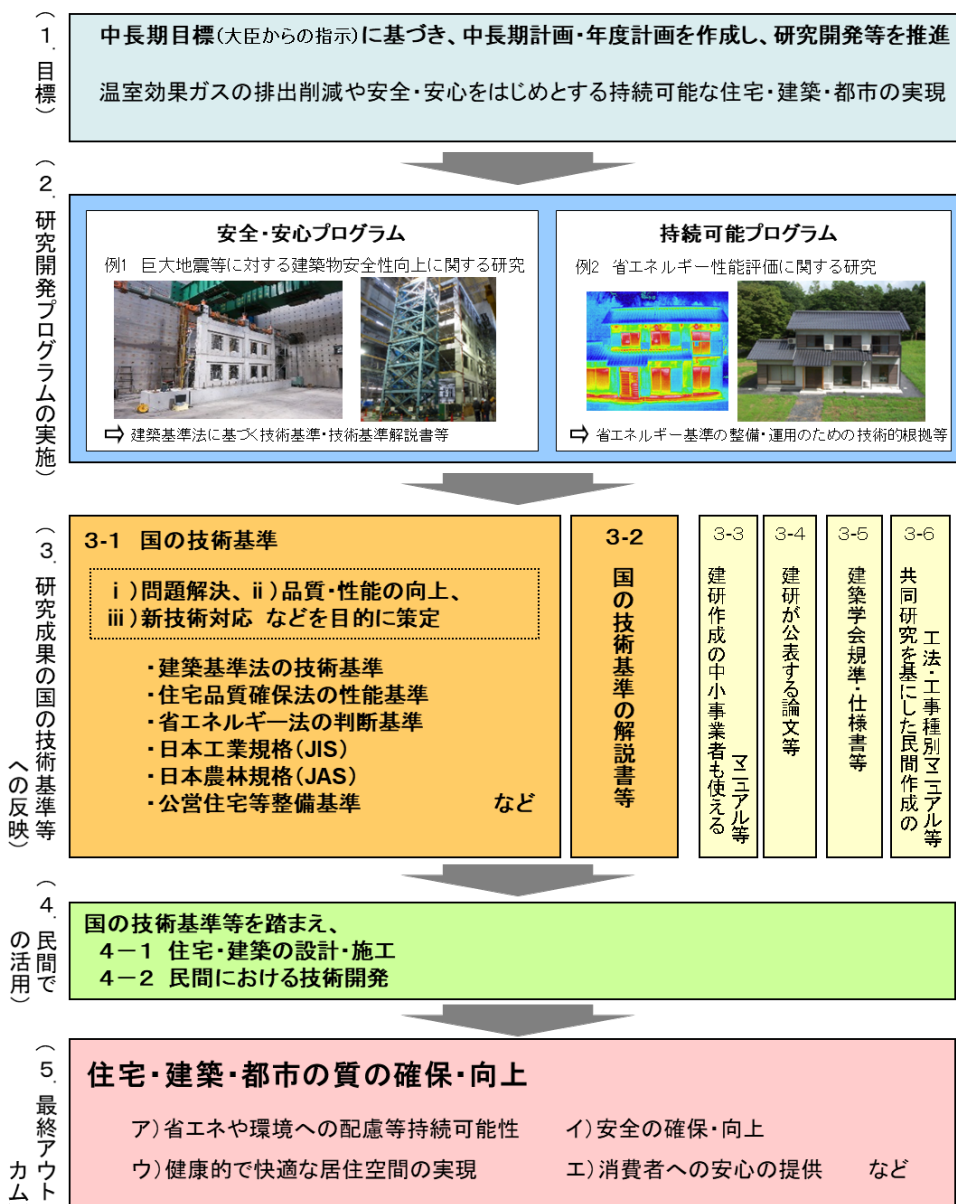 （1.目標）
中長期目標(大臣からの指示)に基づき、中長期計画・年度計画を作成し、研究開発等を推進
温室効果ガスの排出削減や安全・安心をはじめとする持続可能な住宅・建築・都市の実現
（2.研究開発プログラムの実施）
安全・安心プログラム
例1 巨大地震等に対する建築物安全性向上に関する研究
⇨ 建築基準法に基づく技術基準・技術基準解説書等
持続可能プログラム
例2 省エネルギー性能評価に関する研究
⇨ 省エネルギー基準の整備・運用のための技術的根拠等
（3.研究成果の国の技術基準等
への反映）
3-1 国の技術基準
ⅰ)問題解決、ⅱ)品質・性能の向上、
ⅲ)新技術対応 などを目的に策定
・建築基準法の技術基準
・住宅品質確保法の性能基準
・省エネルギー法の判断基準
・日本工業規格(JIS)
・日本農林規格(JAS)
・公営住宅等整備基準 など
3-2
国の技術基準の解説書等
3-3
建研作成の中小事業者も使える
マニュアル等
3-4
建研が公表する論文等
3-5
建築学会規準・仕様書等
3-6
共同研究を基にした民間作成の
工法・工事種別マニュアル等
（4.民間で
の活用）
国の技術基準等を踏まえ、
4－1 住宅・建築の設計・施工
4－2 民間における技術開発
（5.最終アウト
カム
住宅・建築・都市の質の確保・向上
ア)省エネや環境への配慮等持続可能性 イ)安全の確保・向上
ウ)健康的で快適な居住空間の実現 エ)消費者への安心の提供 など